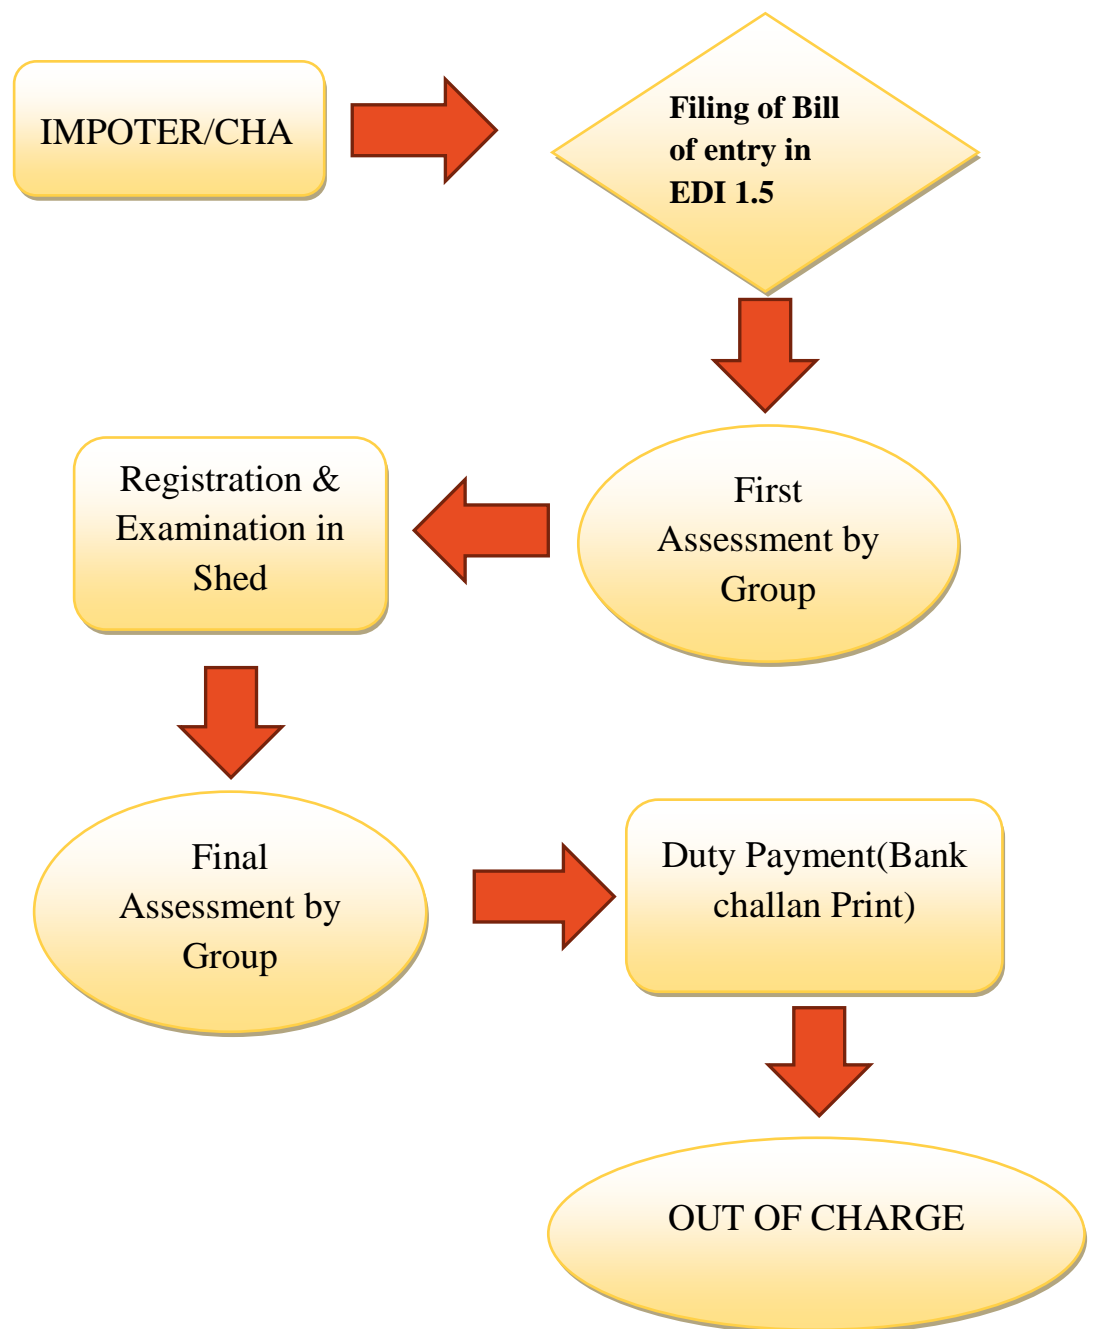 IMPOTER/CHA
Filing of Bill
of entry in
EDI 1.5
First
Assessment by
Group
Registration &
Examination in
Shed
Final
Assessment by
Group
Duty Payment(Bank
challan Print)
OUT OF CHARGE